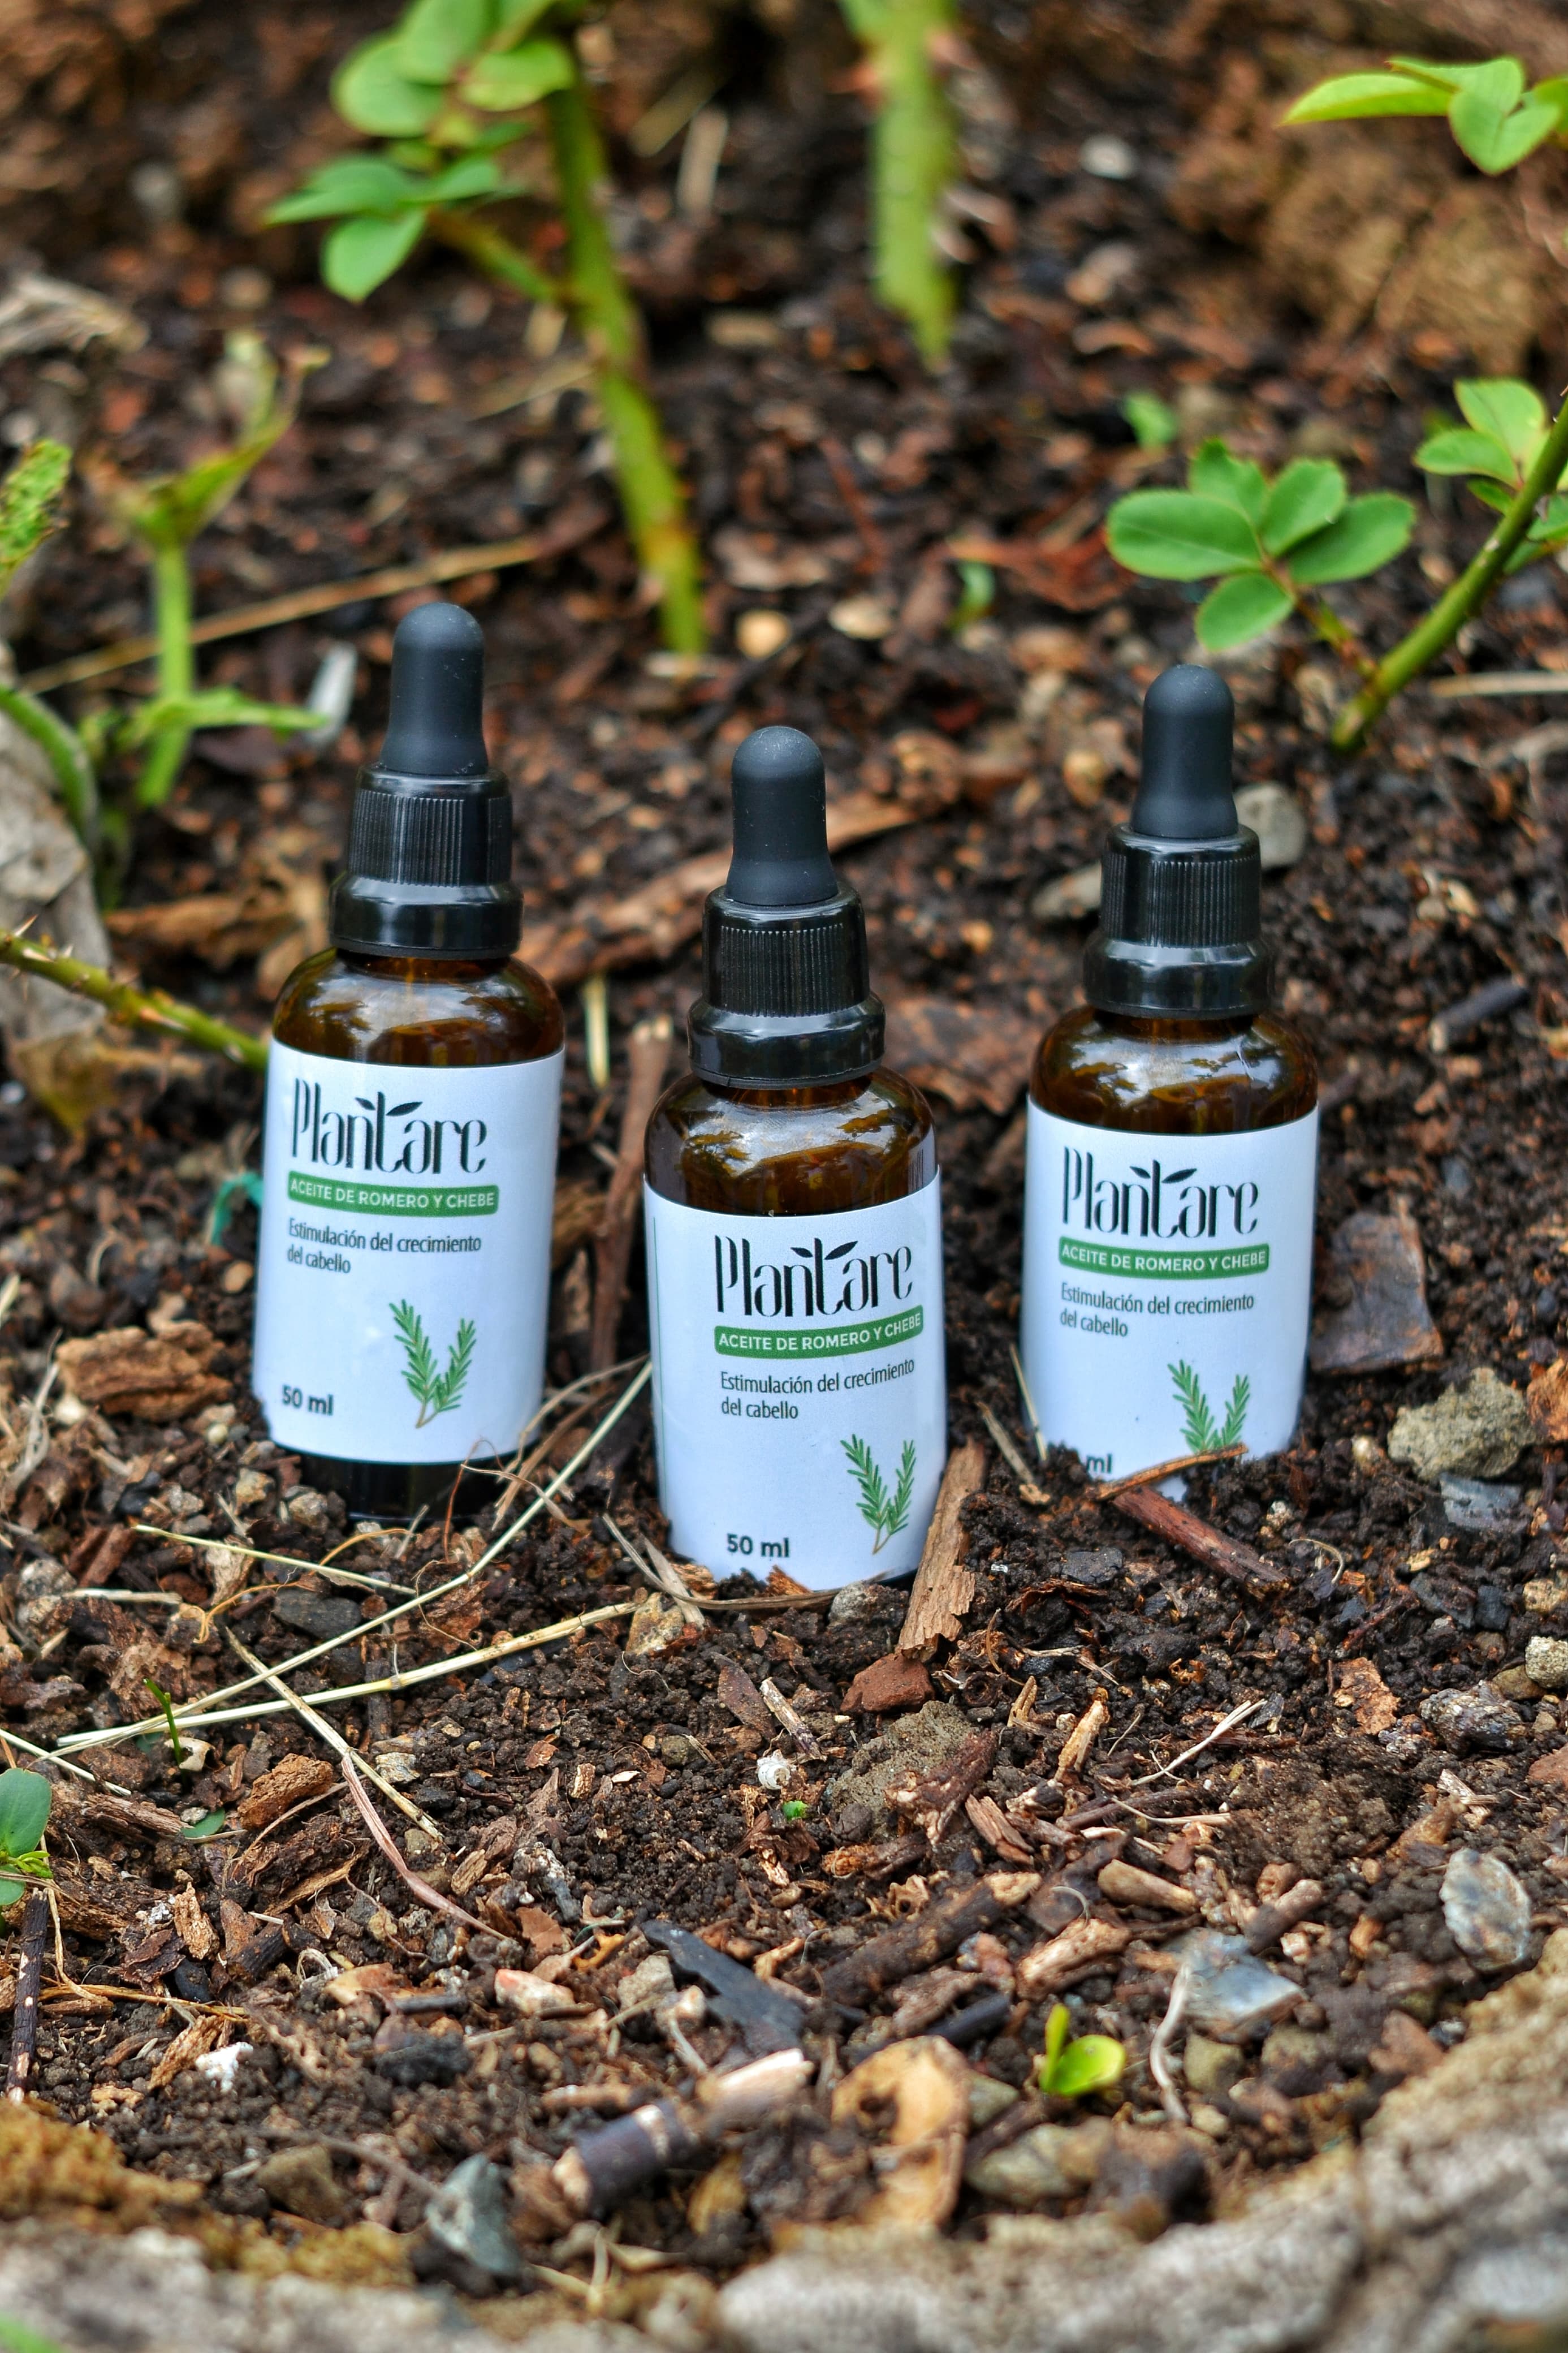 Plantare
ACEITE DE ROMERO Y CHEBE
Estimulación del crecimiento
del cabello
50 ml
Plantare
ACEITE DE ROMERO Y CHEBE
Estimulación del crecimiento
del cabello
50 ml
Plantare
ACEITE DE ROMERO Y CHEBE
Estimulación del crecimiento
del cabello
ml